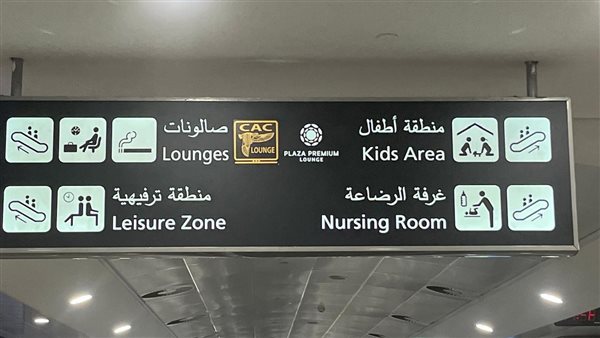 صالونات
Lounges
CAC
LOUNGE
PLAZA PREMIUM
LOUNGE
منطقة أطفال
Kids Area
منطقة ترفيهية
Leisure Zone
غرفة الرضاعة
Nursing Room